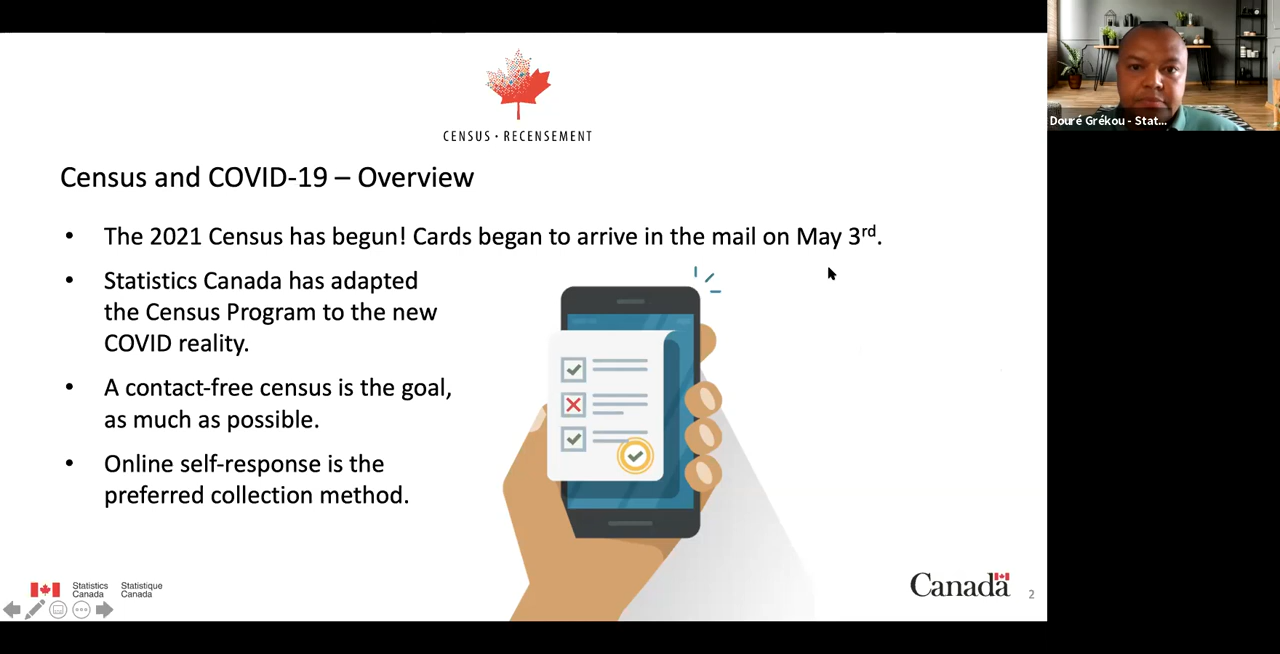 CENSUS • RECENSEMENT
Census and COVID-19 – Overview
• The 2021 Census has begun! Cards began to arrive in the mail on May 3rd.
• Statistics Canada has adapted
the Census Program to the new
COVID reality.
• A contact-free census is the goal,
as much as possible.
• Online self-response is the
preferred collection method.
Statistics Statistique
Canada Canada
Canada
2
Douré Grékou - Stat...